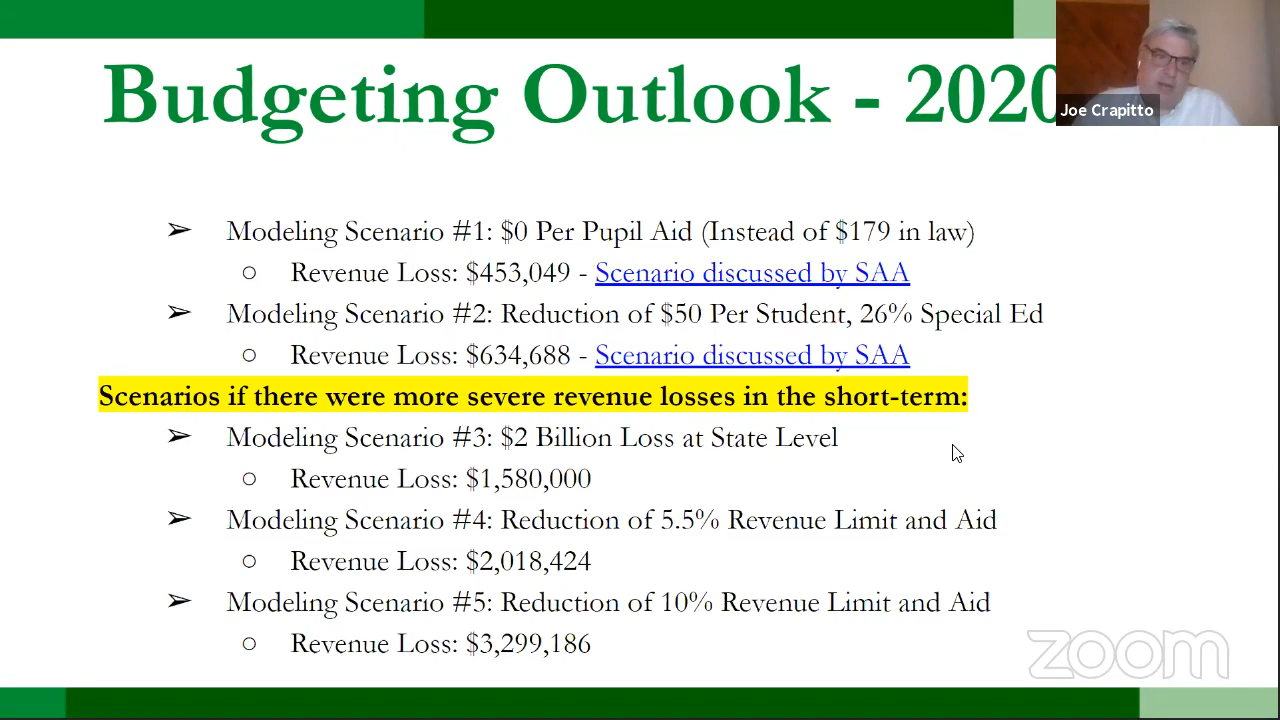 Budgeting Outlook - 2020
Joe Crapitto
➢ Modeling Scenario #1: $0 Per Pupil Aid (Instead of $179 in law)
○ Revenue Loss: $453,049 - Scenario discussed by SAA
➢ Modeling Scenario #2: Reduction of $50 Per Student, 26% Special Ed
○ Revenue Loss: $634,688 - Scenario discussed by SAA
Scenarios if there were more severe revenue losses in the short-term:
➢ Modeling Scenario #3: $2 Billion Loss at State Level
○ Revenue Loss: $1,580,000
➢ Modeling Scenario #4: Reduction of 5.5% Revenue Limit and Aid
○ Revenue Loss: $2,018,424
➢ Modeling Scenario #5: Reduction of 10% Revenue Limit and Aid
○ Revenue Loss: $3,299,186
zoom